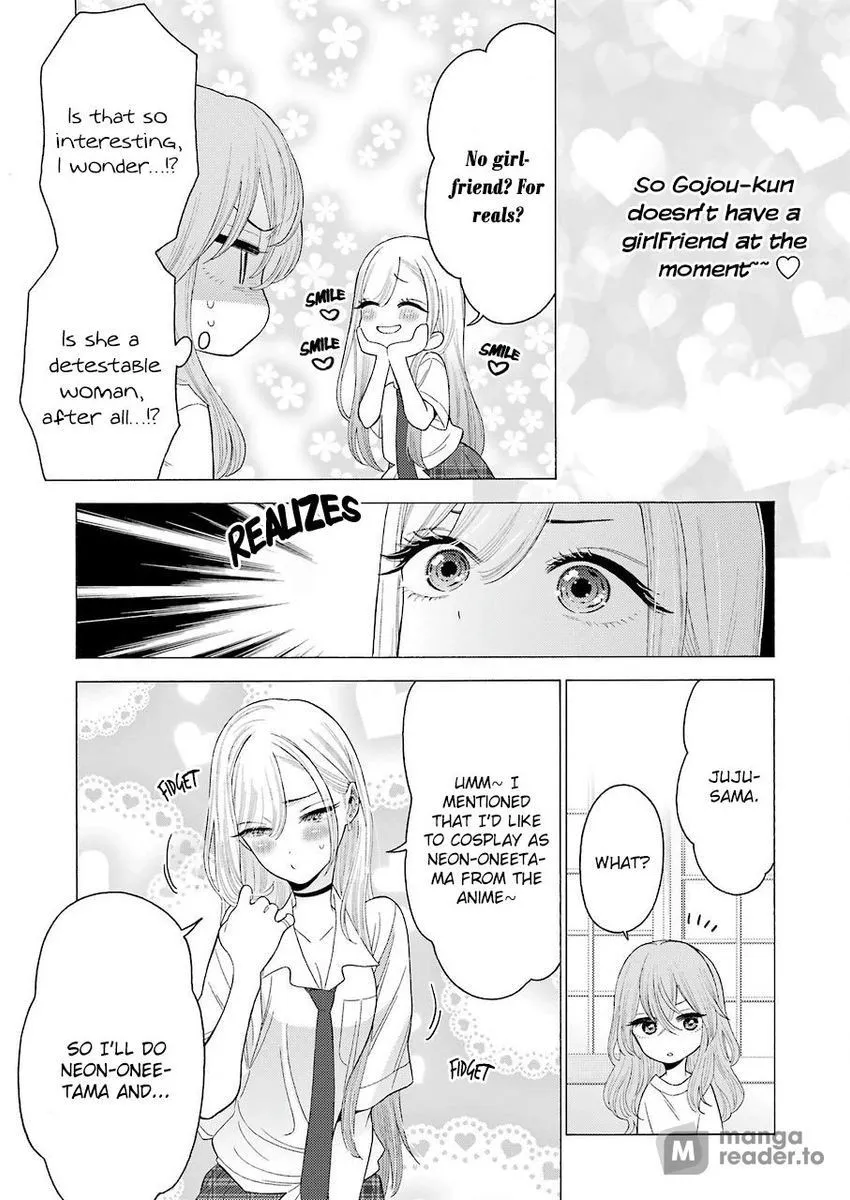 So Gojou-kun
doesn't have a
girlfriend at the
moment~~ ♡
No girl-
friend? For
reals?
SMILE
♡
SMILE
♡
SMILE
♡
Is that so
interesting,
I wonder...!?
Is she a
detestable
woman,
after all...!?
REALIZES
JUJU-
SAMA.
WHAT?
UMM~ I
MENTIONED
THAT I'D LIKE
TO COSPLAY AS
NEON-ONEETA-
MA FROM THE
ANIME~
FIDGET
FIDGET
SO I'LL DO
NEON-ONEE-
TAMA AND...
M manga
reader.to